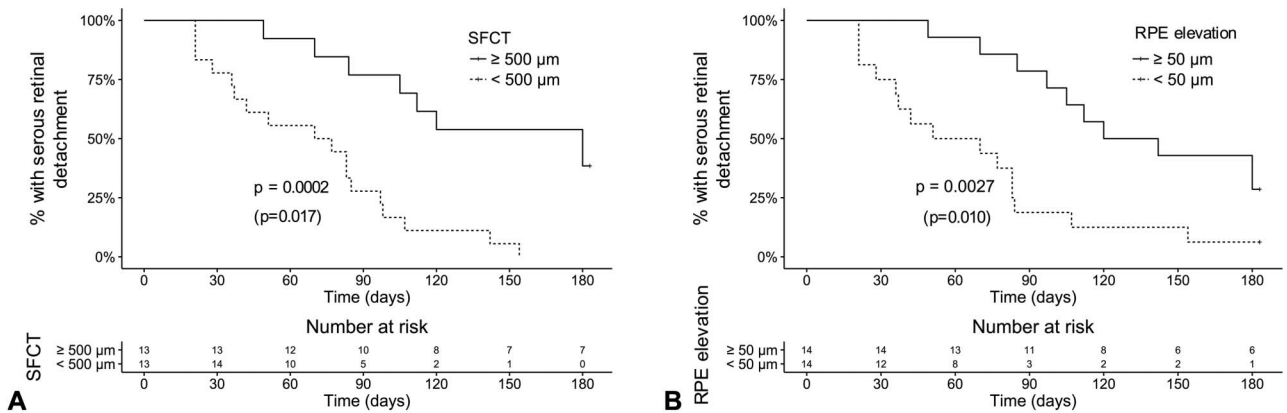 100%
75%
50%
25%
0%
% with serous retinal
detachment
SFCT
≥ 500 μm
< 500 μm
p = 0.0002
(p=0.017)
0 30 60 90 120 150 180
Time (days)
Number at risk
SFCT
≥ 500 μm 13 13 12 10 8 7 7
< 500 μm 13 14 10 5 2 1 0
0 30 60 90 120 150 180
Time (days)
A
100%
75%
50%
25%
0%
% with serous retinal
detachment
RPE elevation
≥ 50 μm
< 50 μm
p = 0.0027
(p=0.010)
0 30 60 90 120 150 180
Time (days)
Number at risk
RPE elevation
≥ 50 μm 14 14 13 11 8 6 6
< 50 μm 14 12 8 3 2 2 1
0 30 60 90 120 150 180
Time (days)
B